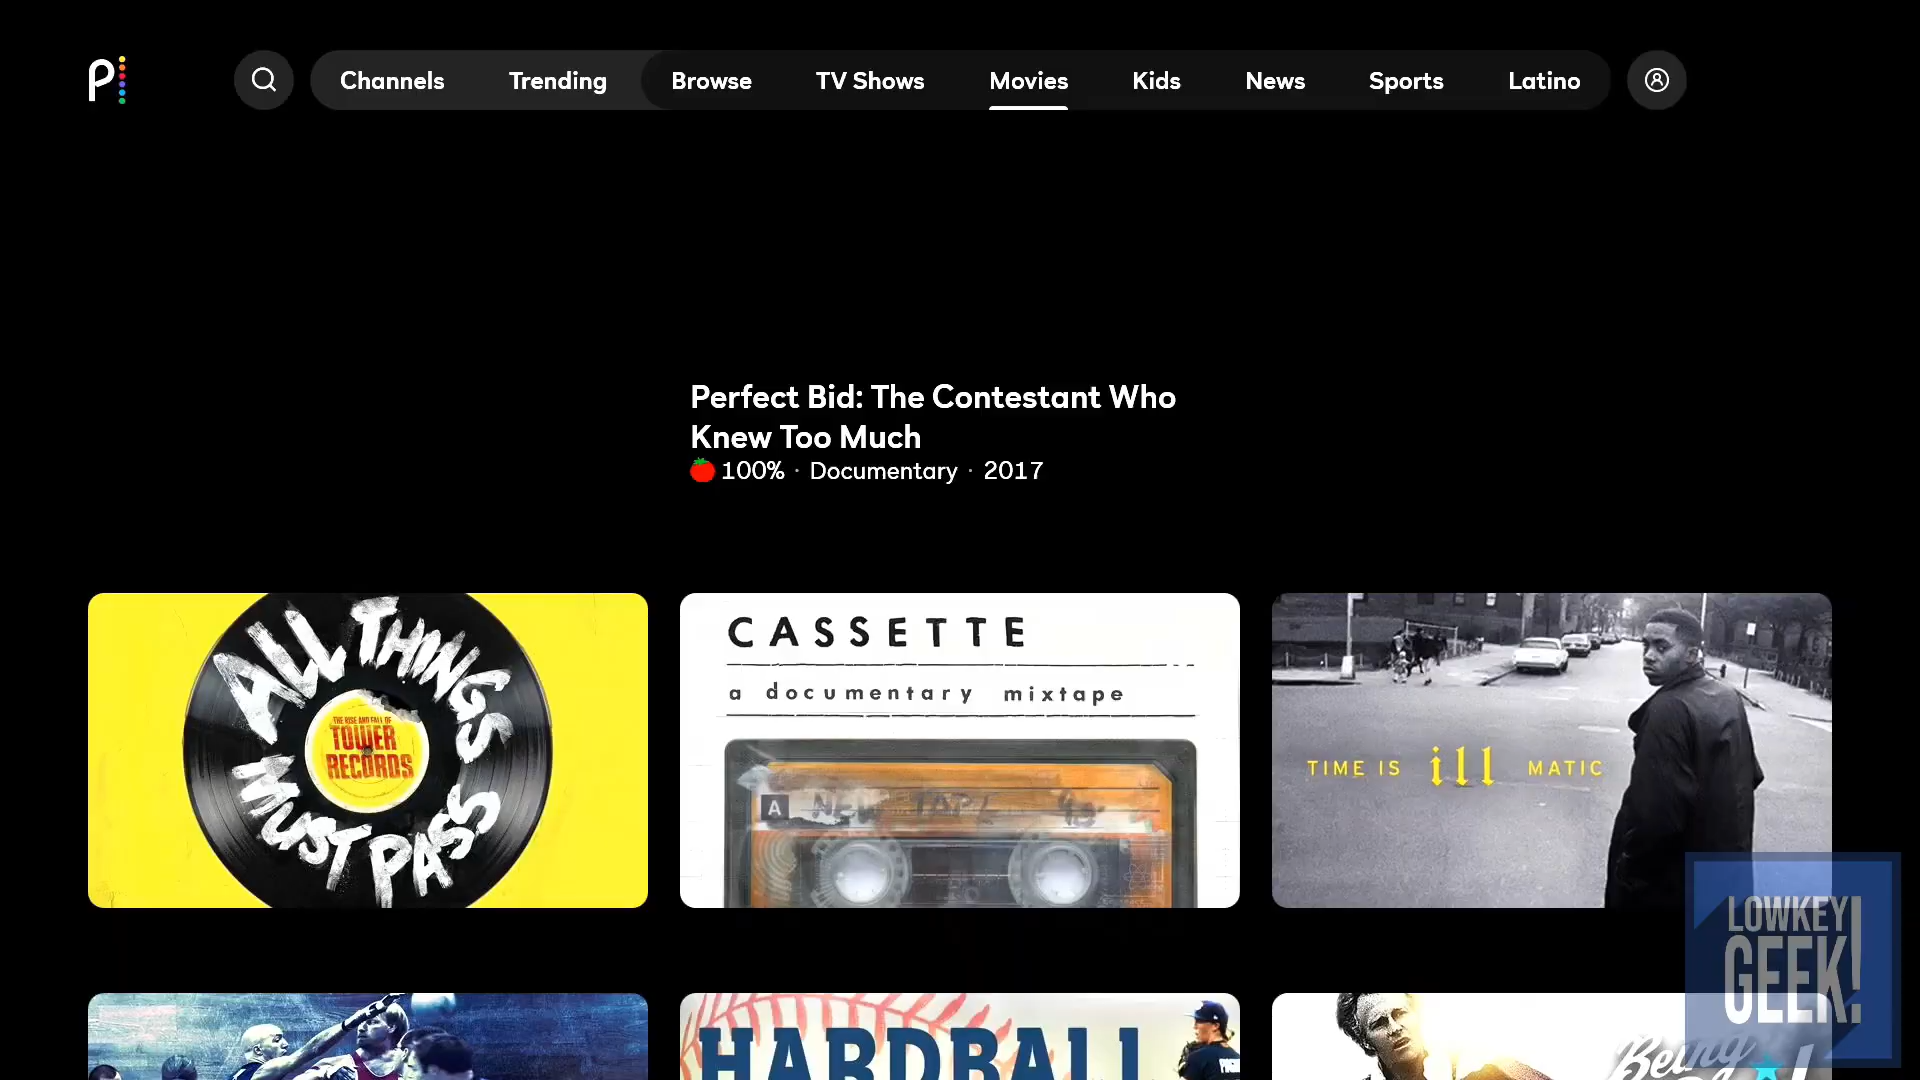 Channels Trending Browse TV Shows Movies Kids News Sports Latino
Perfect Bid: The Contestant Who
Knew Too Much
100% · Documentary · 2017
ALL THINGS
MUST PASS
THE RISE AND FALL OF
TOWER
RECORDS
CASSETTE
a documentary mixtape
A
TIME IS ill MATIC
HARDBALL
Being
LOWKEY
GEEK!